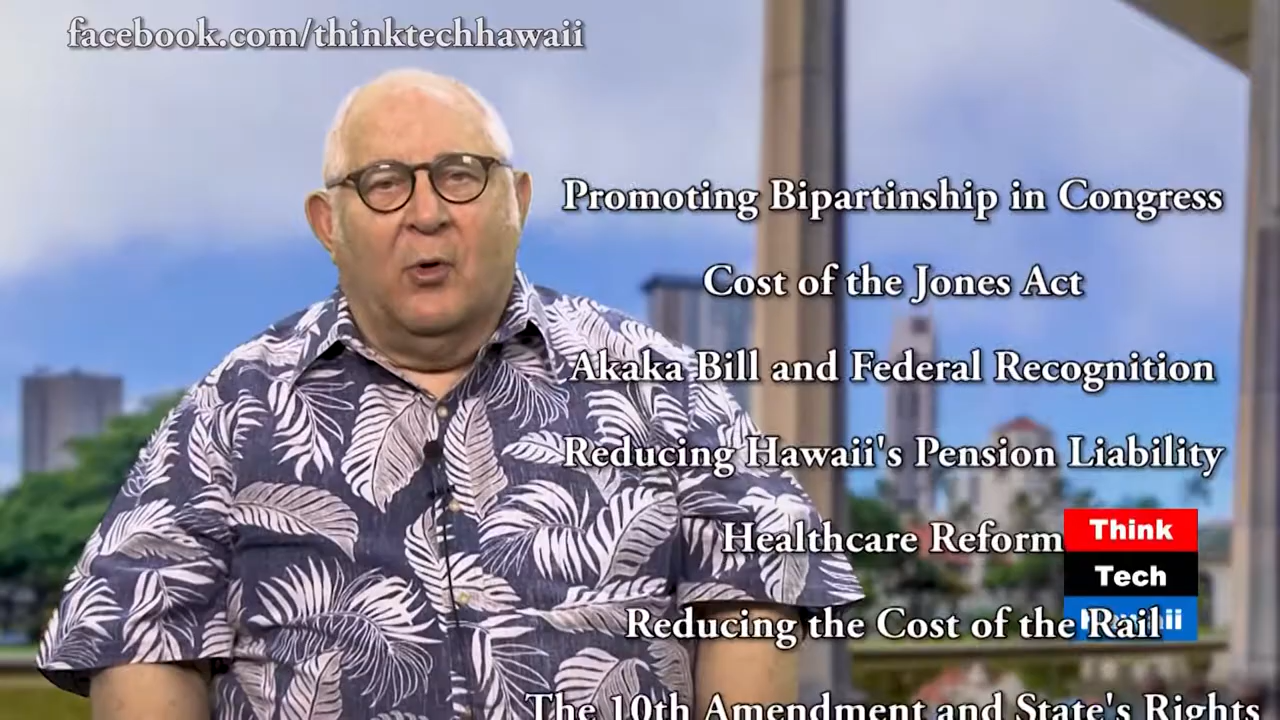 facebook.com/thinktechhawaii
Promoting Bipartinship in Congress
Cost of the Jones Act
Akaka Bill and Federal Recognition
Reducing Hawaii's Pension Liability
Healthcare Reform
Think
Tech
Reducing the Cost of the Rail
The 10th Amendment and State's Rights